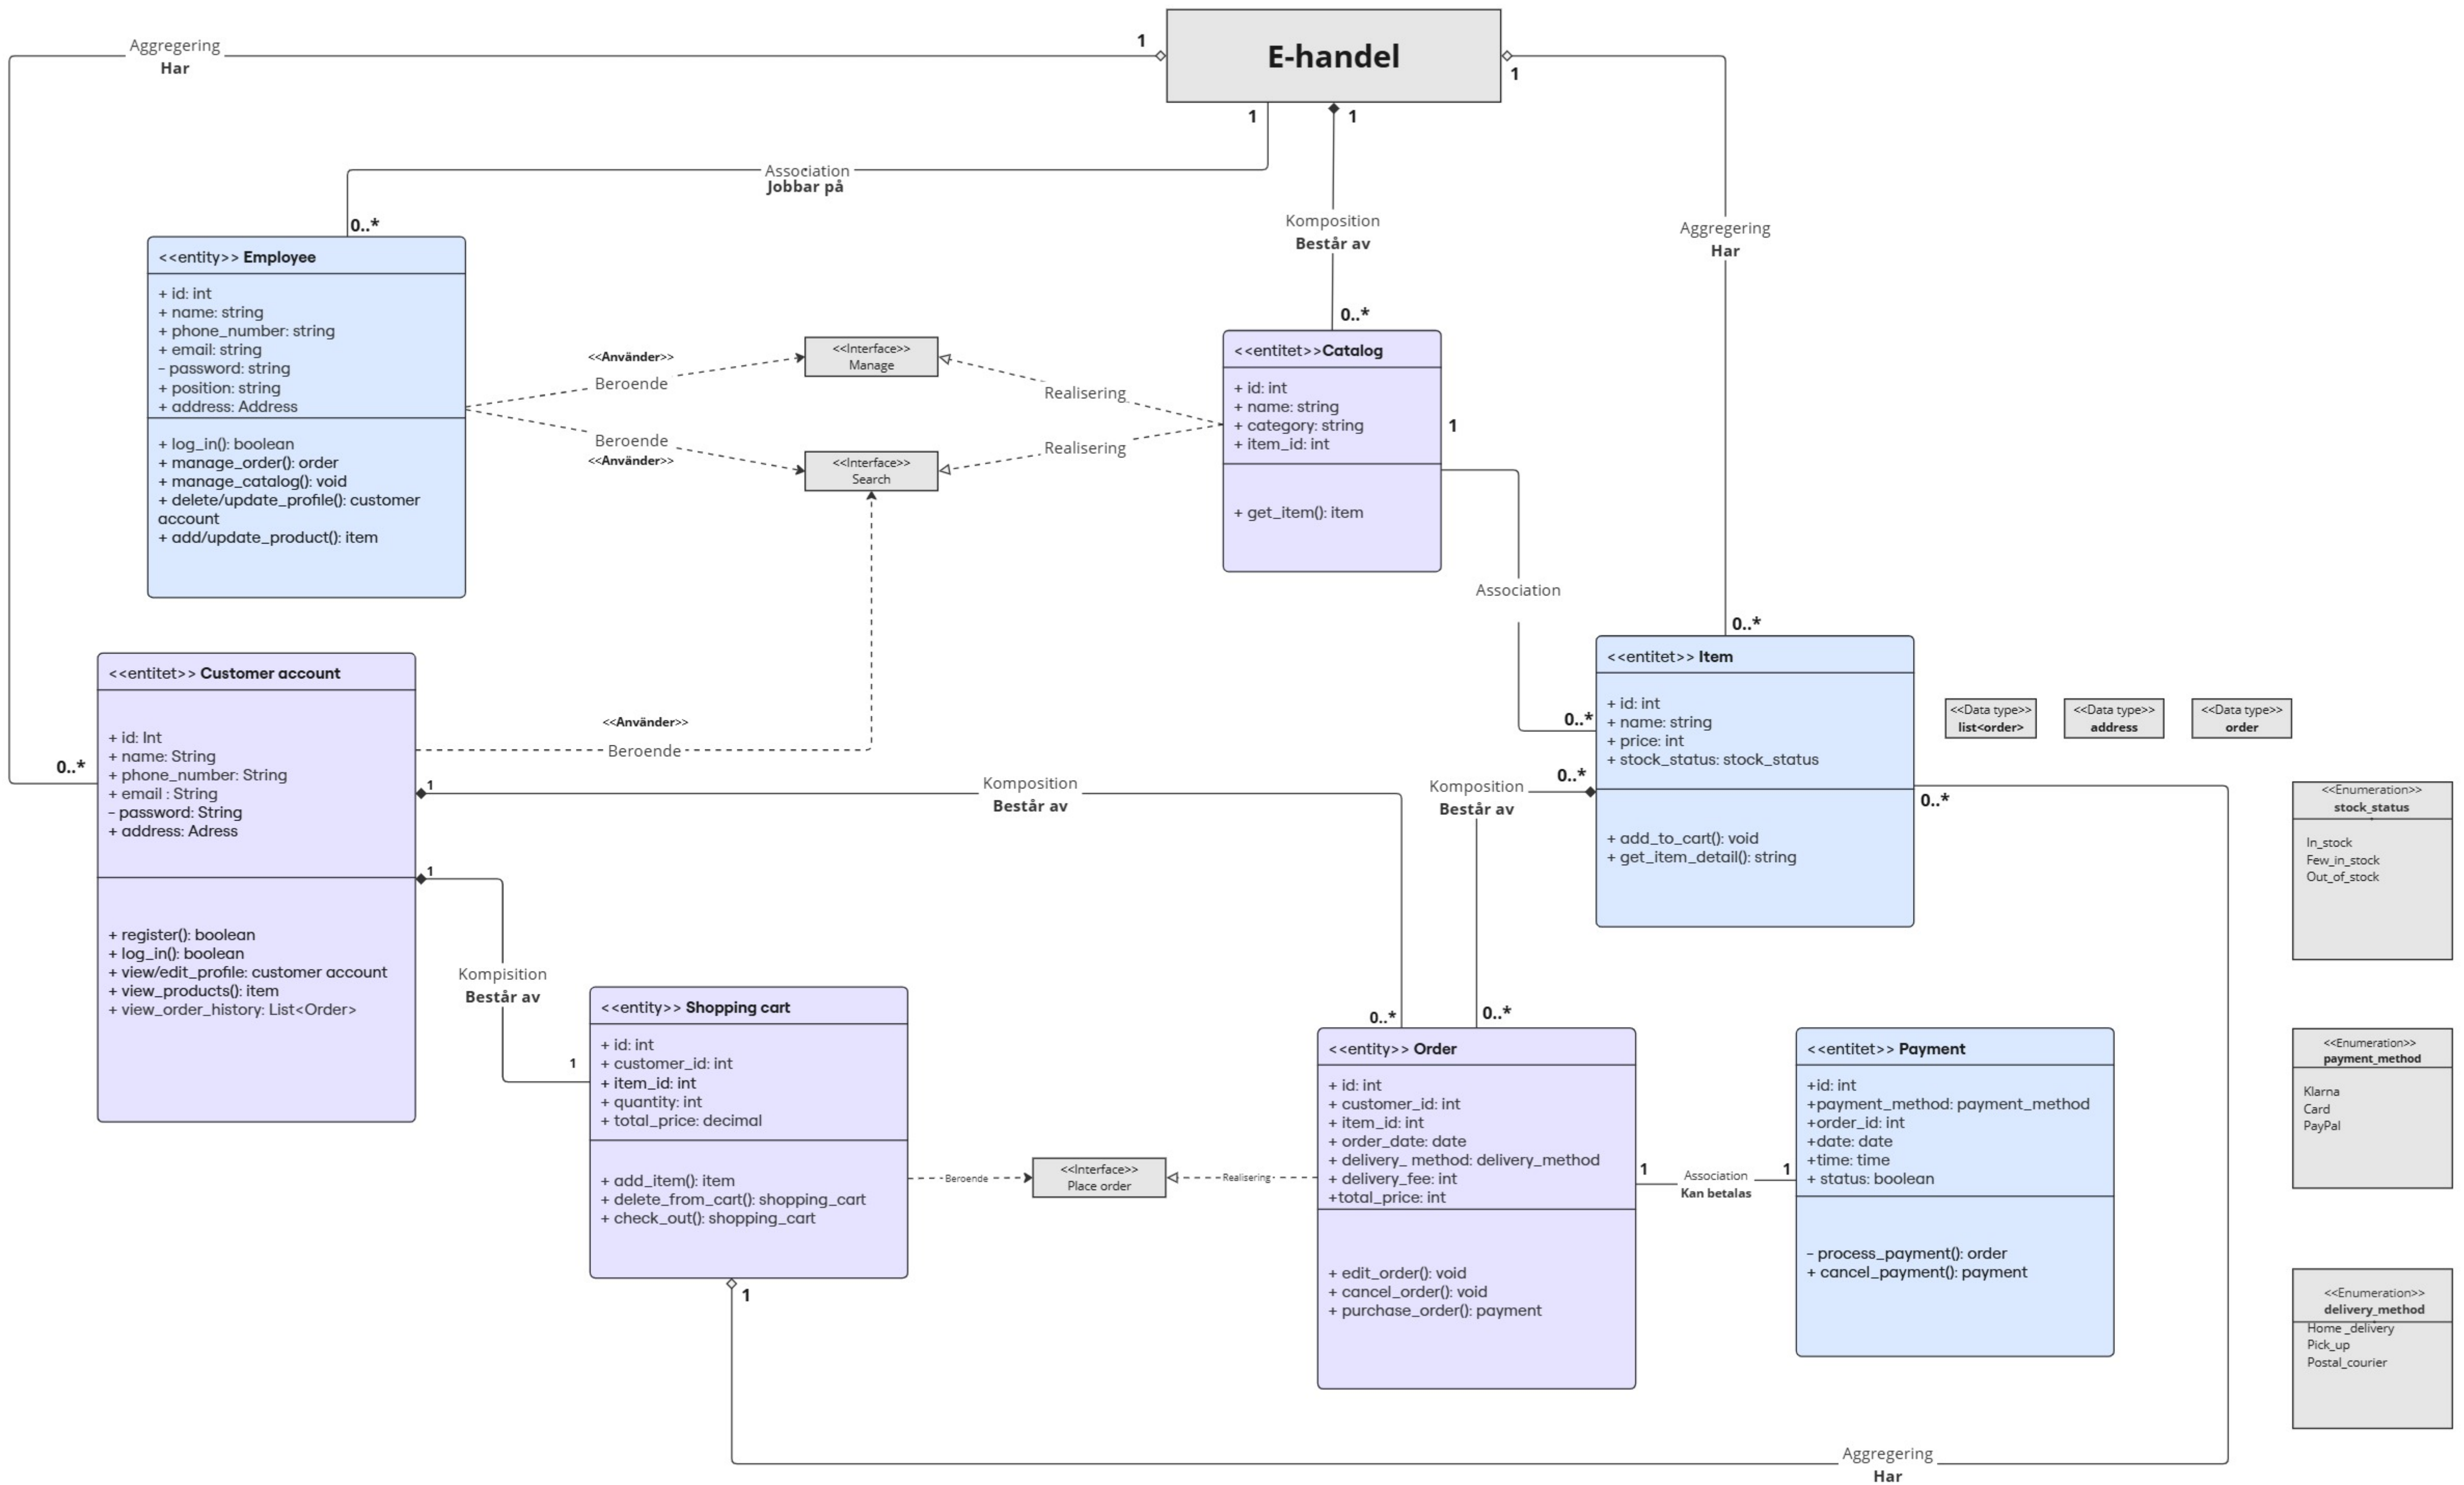 E-handel
Aggregering
Har
1
1
1
1
Association
Jobbar på
0..*
Komposition
Består av
0..*
Aggregering
Har
0..*
<<entity>> Employee
+ id: int
+ name: string
+ phone_number: string
+ email: string
- password: string
+ position: string
+ address: Address
+ log_in(): boolean
+ manage_order(): order
+ manage_catalog(): void
+ delete/update_profile(): customer
account
+ add/update_product(): item
<<Använder>>
Beroende
Beroende
<<Använder>>
<<Interface>>
Manage
<<Interface>>
Search
Realisering
Realisering
<<entitet>>Catalog
+ id: int
+ name: string
+ category: string
+ item_id: int
+ get_item(): item
1
Association
0..*
<<entitet>> Item
+ id: int
+ name: string
+ price: int
+ stock_status: stock_status
+ add_to_cart(): void
+ get_item_detail(): string
<<Data type>>
list<order>
<<Data type>>
address
<<Data type>>
order
<<entitet>> Customer account
+ id: Int
+ name: String
+ phone_number: String
+ email : String
- password: String
+ address: Adress
+ register(): boolean
+ log_in(): boolean
+ view/edit_profile: customer account
+ view_products(): item
+ view_order_history: List<Order>
0..*
<<Använder>>
Beroende
1
Komposition
Består av
0..*
1
Kompisition
Består av
1
0..*
Komposition
Består av
0..*
0..*
<<Enumeration>>
stock_status
In_stock
Few_in_stock
Out_of_stock
<<entity>> Shopping cart
+ id: int
+ customer_id: int
+ item_id: int
+ quantity: int
+ total_price: decimal
+ add_item(): item
+ delete_from_cart(): shopping_cart
+ check_out(): shopping_cart
Beroende
<<Interface>>
Place order
Realisering
<<entity>> Order
+ id: int
+ customer_id: int
+ item_id: int
+ order_date: date
+ delivery_ method: delivery_method
+ delivery_fee: int
+total_price: int
+ edit_order(): void
+ cancel_order(): void
+ purchase_order(): payment
1
Association
Kan betalas
1
<<entitet>> Payment
+id: int
+payment_method: payment_method
+order_id: int
+date: date
+time: time
+ status: boolean
- process_payment(): order
+ cancel_payment(): payment
<<Enumeration>>
payment_method
Klarna
Card
PayPal
<<Enumeration>>
delivery_method
Home _delivery
Pick_up
Postal_courier
1
Aggregering
Har